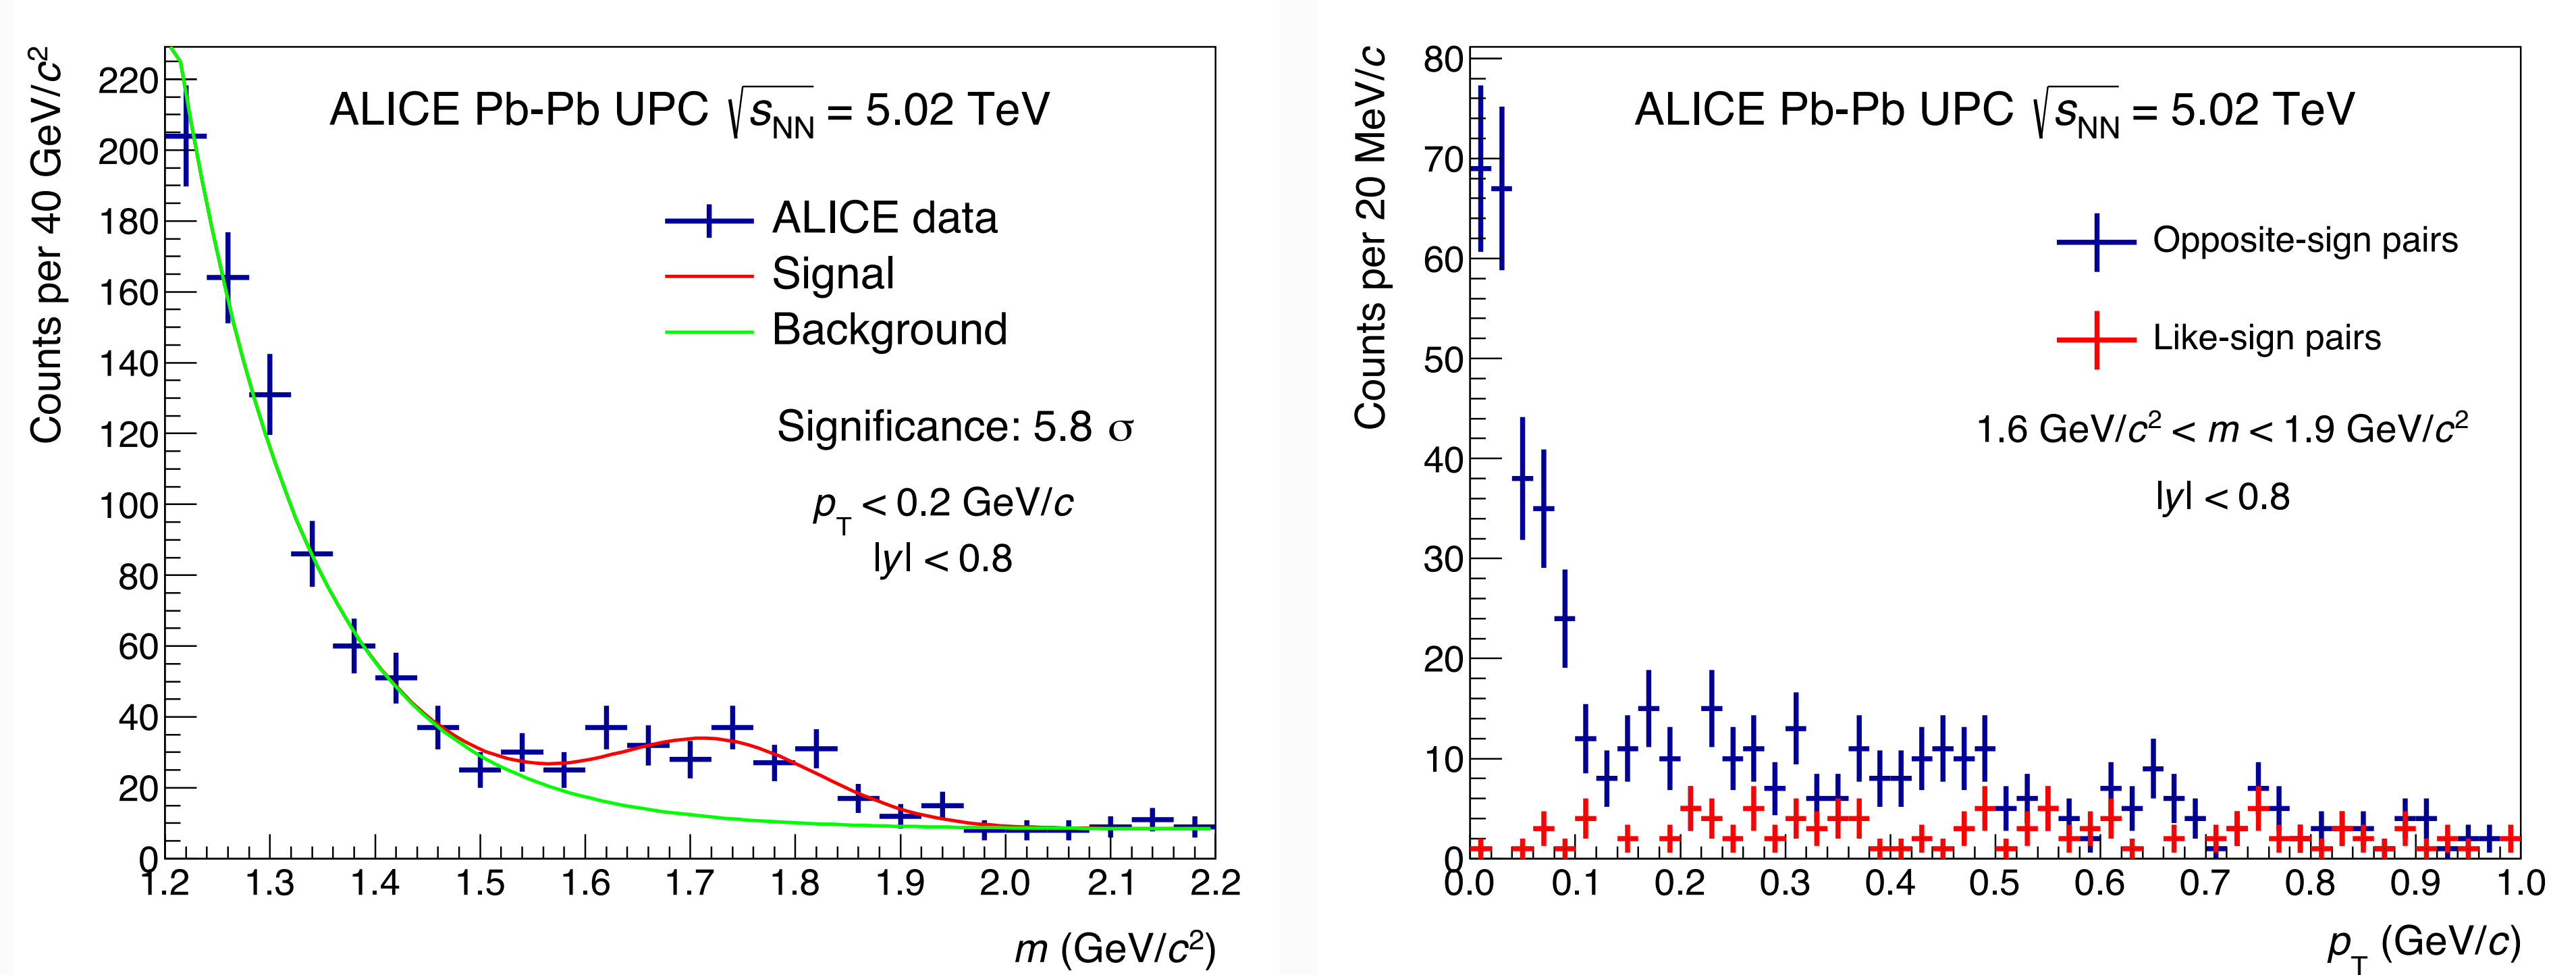 Counts per 40 GeV/c²
220
200
180
160
140
120
100
80
60
40
20
0
ALICE Pb-Pb UPC √sNN = 5.02 TeV
ALICE data
Signal
Background
Significance: 5.8 σ
pT < 0.2 GeV/c
|y| < 0.8
1.2 1.3 1.4 1.5 1.6 1.7 1.8 1.9 2.0 2.1 2.2
m (GeV/c²)
Counts per 20 MeV/c
80
70
60
50
40
30
20
10
0
ALICE Pb-Pb UPC √sNN = 5.02 TeV
Opposite-sign pairs
Like-sign pairs
1.6 GeV/c² < m < 1.9 GeV/c²
|y| < 0.8
0.0 0.1 0.2 0.3 0.4 0.5 0.6 0.7 0.8 0.9 1.0
pT (GeV/c)